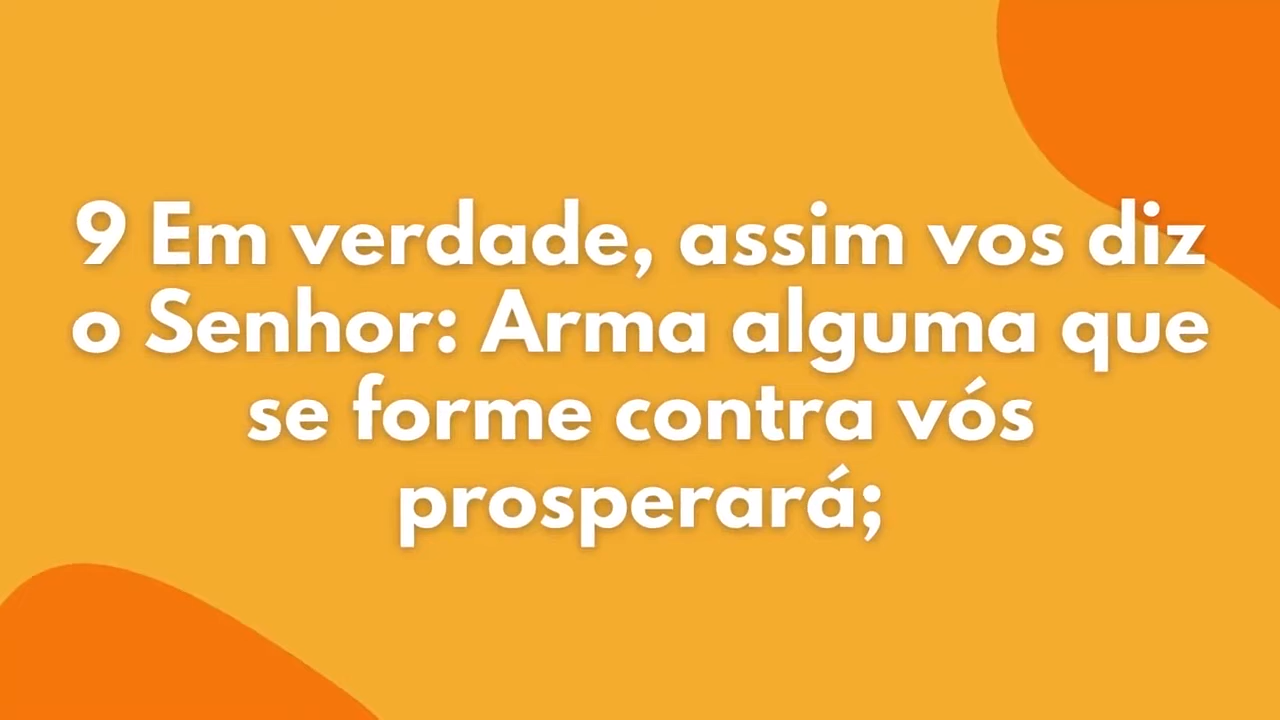 9 Em verdade, assim vos diz
o Senhor: Arma alguma que
se forme contra vós
prosperará;